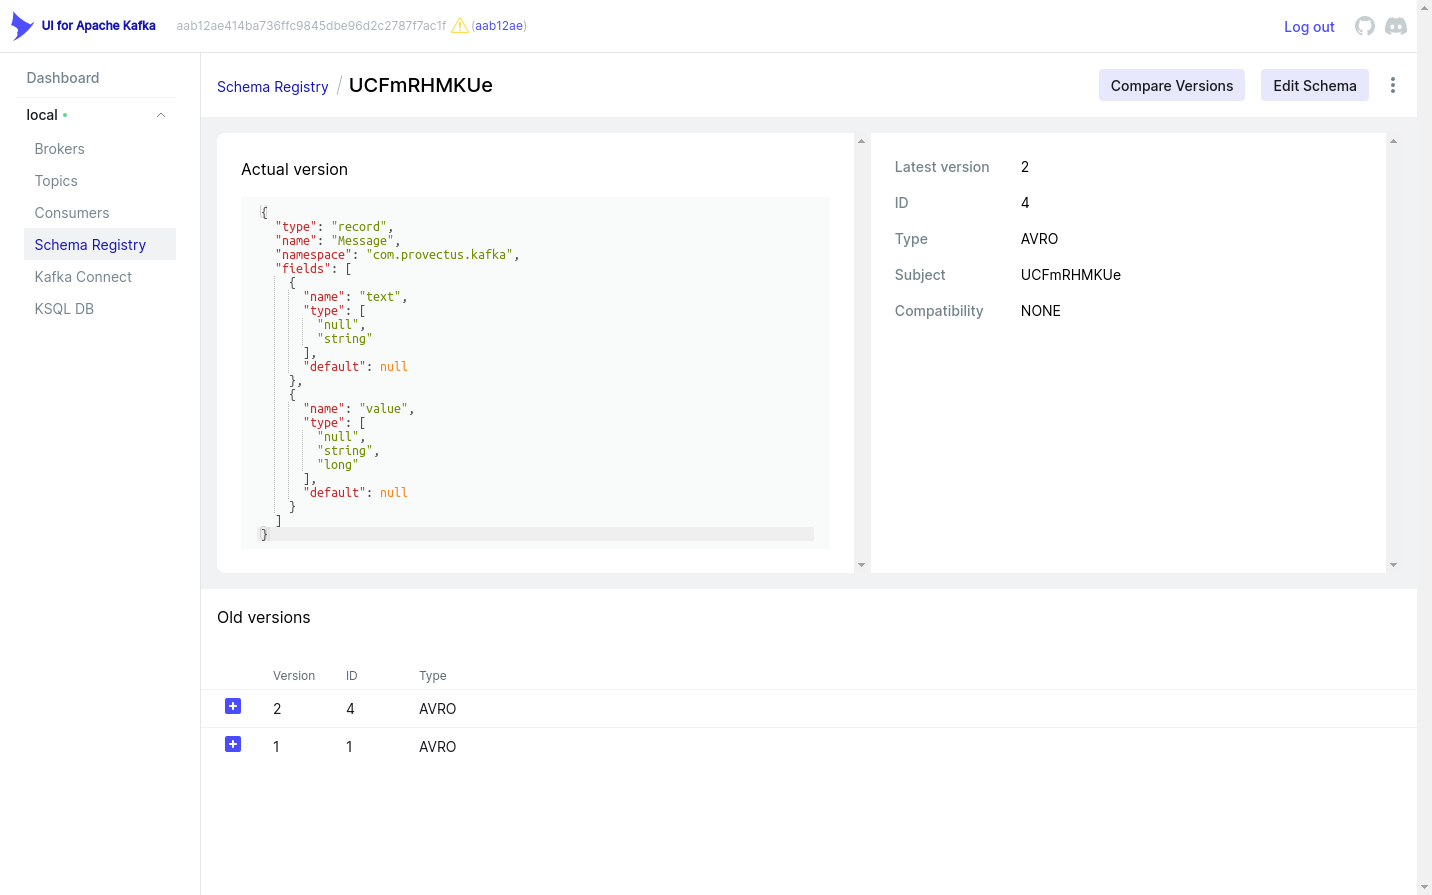 UI for Apache Kafka aab12ae414ba736ffc9845dbe96d2c2787f7ac1f (aab12ae) Log out
Dashboard
local
Brokers
Topics
Consumers
Schema Registry
Kafka Connect
KSQL DB
Schema Registry / UCFmRHMKUe Compare Versions Edit Schema
Actual version
{
"type": "record",
"name": "Message",
"namespace": "com.provectus.kafka",
"fields": [
{
"name": "text",
"type": [
"null",
"string"
],
"default": null
},
{
"name": "value",
"type": [
"null",
"string",
"long"
],
"default": null
}
]
}
Latest version 2
ID 4
Type AVRO
Subject UCFmRHMKUe
Compatibility NONE
Old versions
Version ID Type
2 4 AVRO
1 1 AVRO